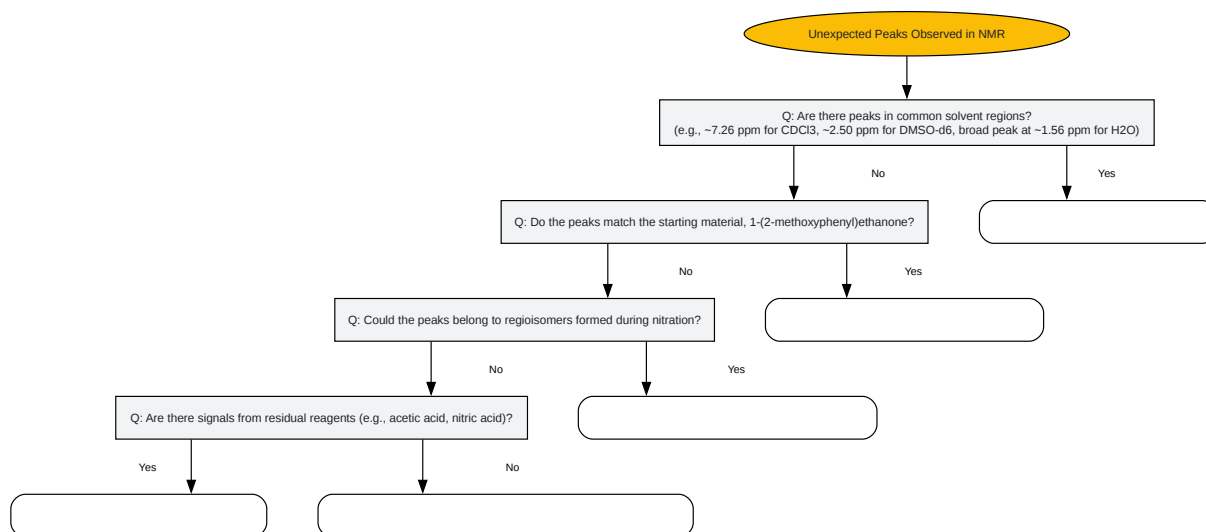 Unexpected Peaks Observed in NMR
Q: Are there peaks in common solvent regions?
(e.g., ~7.26 ppm for CDCl3, ~2.50 ppm for DMSO-d6, broad peak at ~1.56 ppm for H2O)
No
Yes
Q: Do the peaks match the starting material, 1-(2-methoxyphenyl)ethanone?
No
Yes
Q: Could the peaks belong to regioisomers formed during nitration?
No
Yes
Q: Are there signals from residual reagents (e.g., acetic acid, nitric acid)?
Yes
No